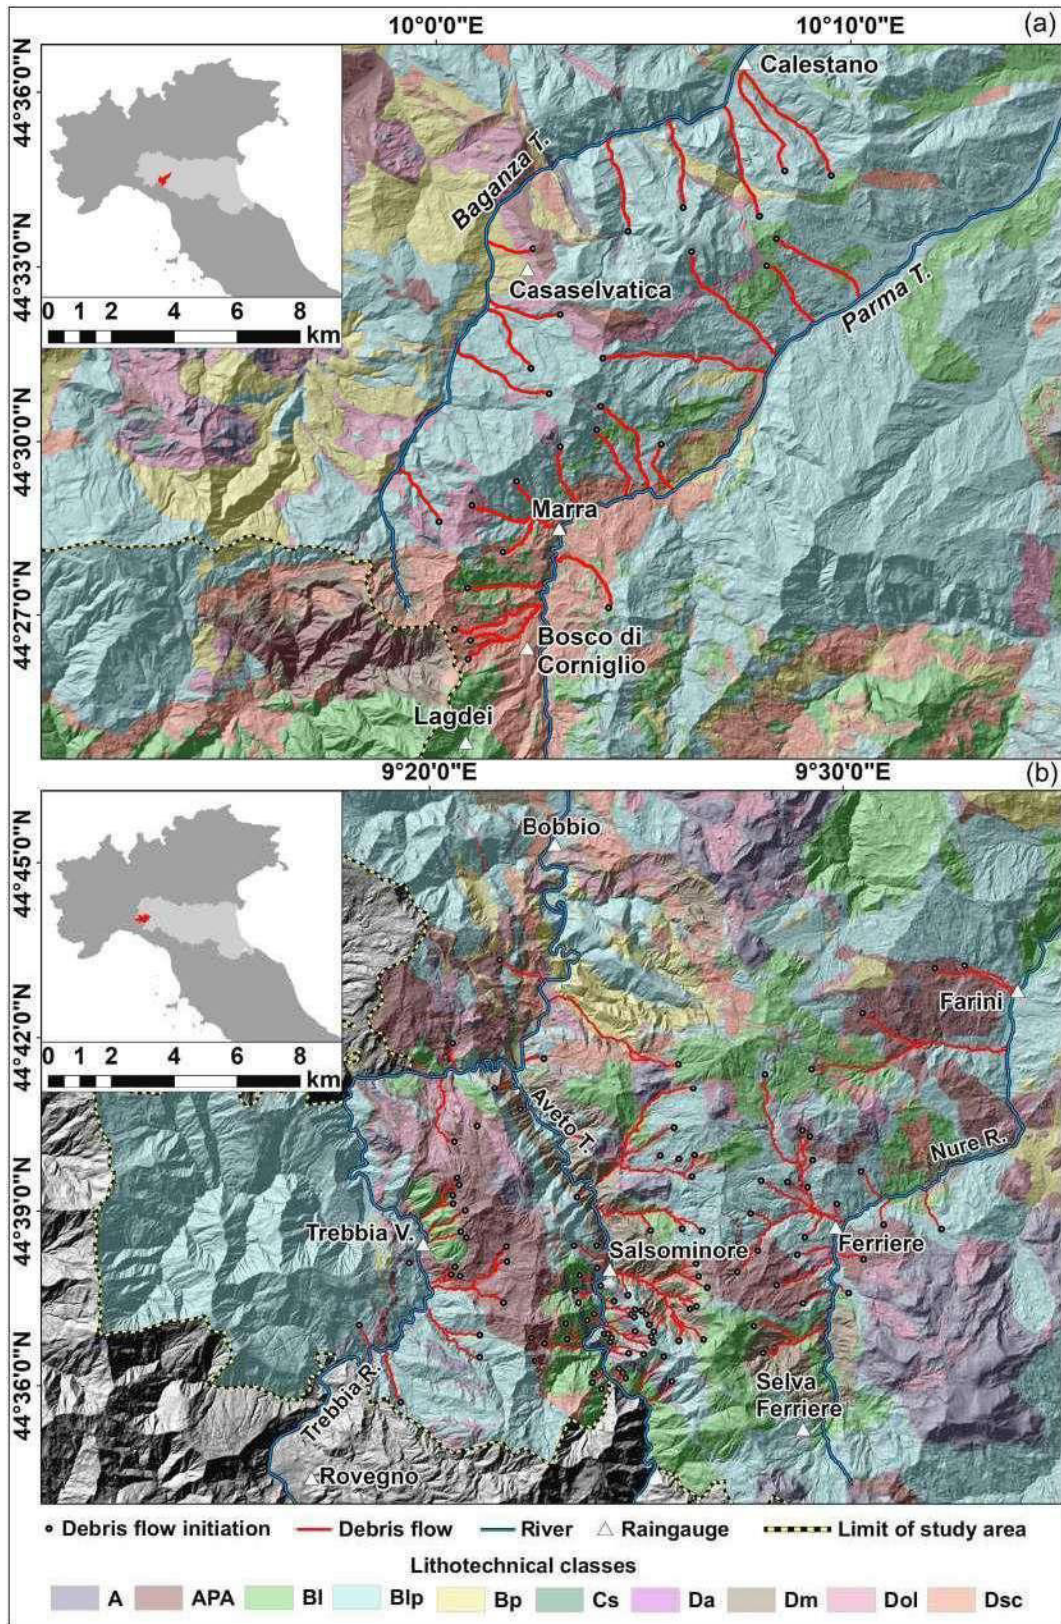 10°0'0"E
10°10'0"E
(a)
44°36'0"N
44°33'0"N
44°30'0"N
44°27'0"N
0 1 2 4 6 8
km
Calestano
Baganza T.
Casaselvatica
Parma T.
Marra
Bosco di
Corniglio
Lagdei
9°20'0"E
9°30'0"E
(b)
44°45'0"N
44°42'0"N
44°39'0"N
44°36'0"N
0 1 2 4 6 8
km
Bobbio
Farini
Aveto T.
Nure R.
Trebbia V.
Salsominore
Ferriere
Selva
Ferriere
Trebbia R.
Rovegno
Debris flow initiation
Debris flow
River
Raingauge
Limit of study area
Lithotechnical classes
A APA Bl Blp Bp Cs Da Dm Dol Dsc